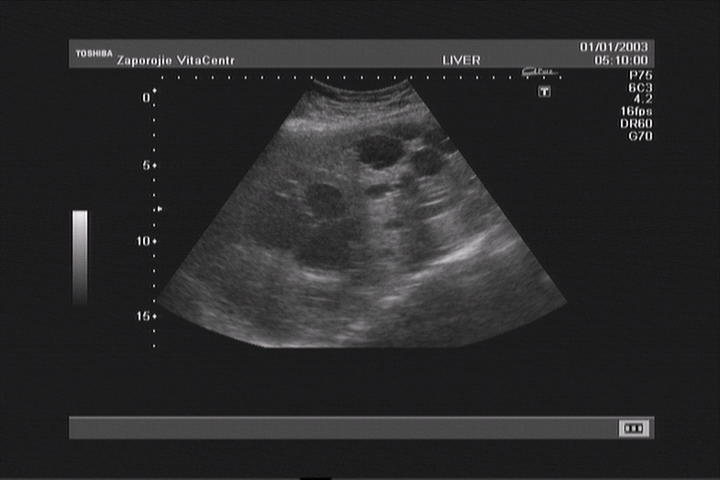 TOSHIBA Zaporojie VitaCentr LIVER 01/01/2003
05:10:00
P75
6C3
4.2
16fps
DR60
G70
T
0
5
10
15